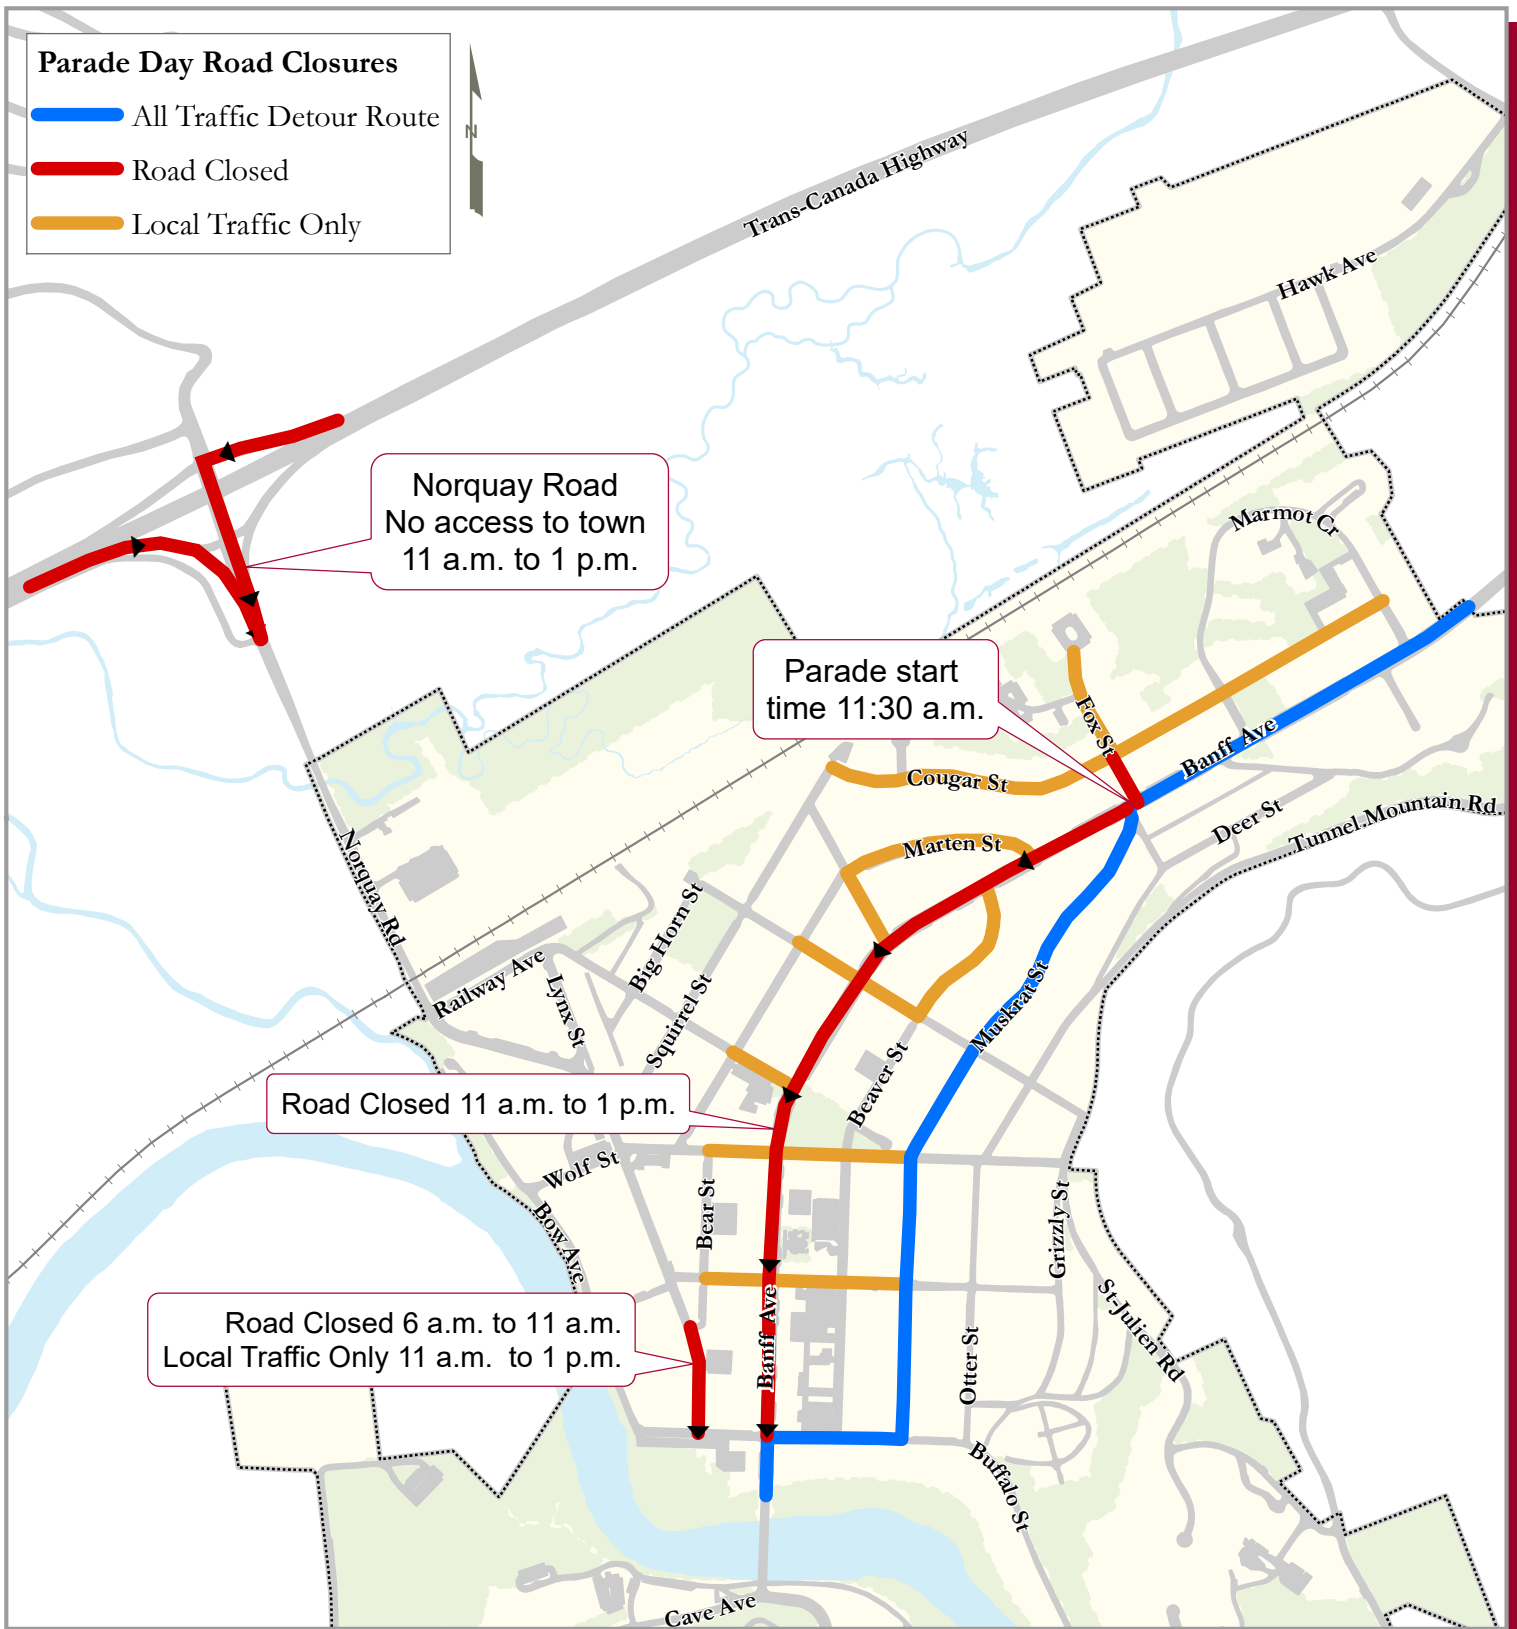 Parade Day Road Closures
All Traffic Detour Route
Road Closed
Local Traffic Only
N
Trans-Canada Highway
Hawk Ave
Norquay Road
No access to town
11 a.m. to 1 p.m.
Marmot Cr
Parade start
time 11:30 a.m.
Fox St
Banff Ave
Cougar St
Deer St
Tunnel Mountain Rd
Marten St
Norquay Rd
Big Horn St
Railway Ave
Lynx St
Squirrel St
Muskrat St
Beaver St
Road Closed 11 a.m. to 1 p.m.
Wolf St
Bear St
Bow Ave
Grizzly St
St-Julien Rd
Road Closed 6 a.m. to 11 a.m.
Local Traffic Only 11 a.m. to 1 p.m.
Banff Ave
Otter St
Buffalo St
Cave Ave